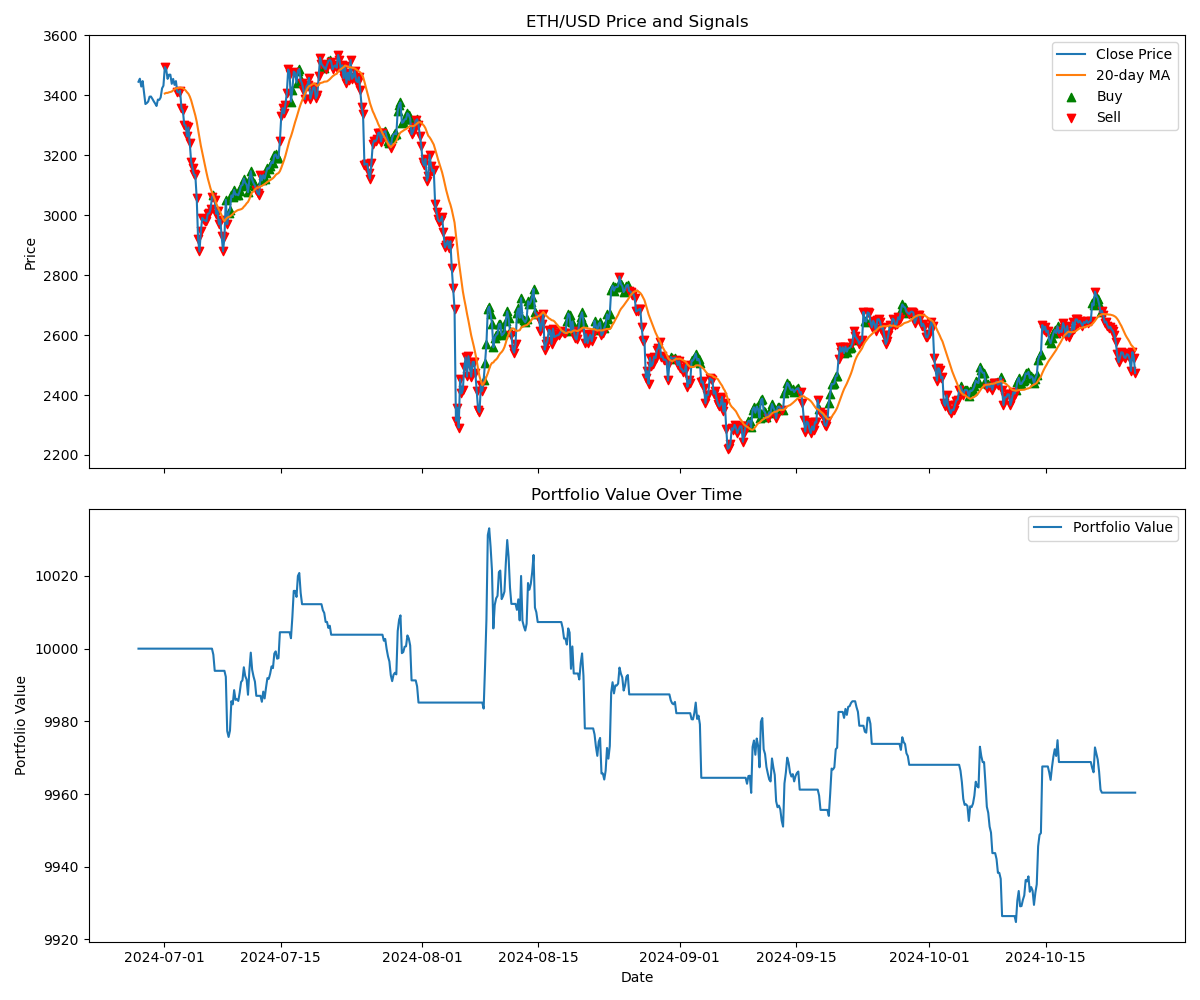 ETH/USD Price and Signals
3600
3400
3200
3000
2800
2600
2400
2200
Price
Close Price
20-day MA
Buy
Sell
Portfolio Value Over Time
Portfolio Value
10020
10000
9980
9960
9940
9920
Portfolio Value
2024-07-01
2024-07-15
2024-08-01
2024-08-15
2024-09-01
2024-09-15
2024-10-01
2024-10-15
Date